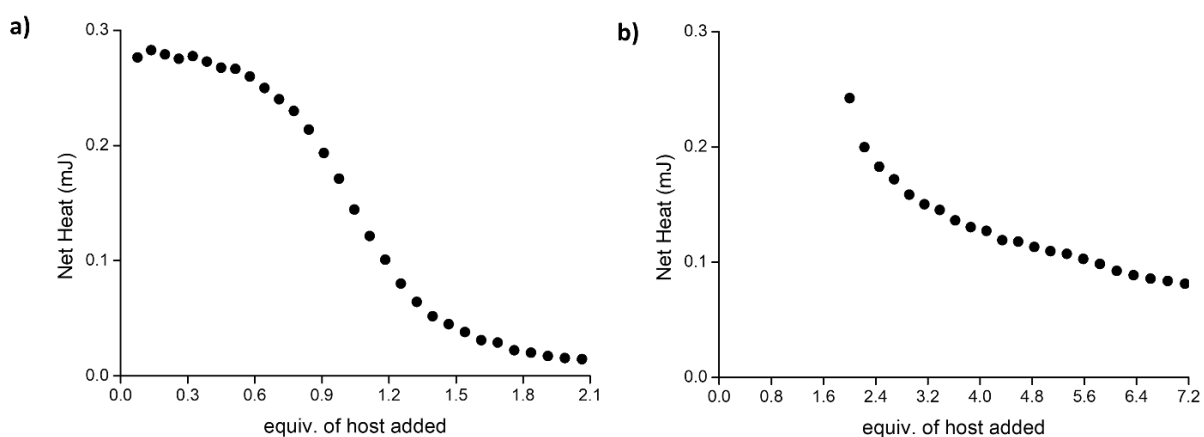 a)
Net Heat (mJ)
0.3
0.2
0.1
0.0
0.0 0.3 0.6 0.9 1.2 1.5 1.8 2.1
equiv. of host added
b)
Net Heat (mJ)
0.3
0.2
0.1
0.0
0.0 0.8 1.6 2.4 3.2 4.0 4.8 5.6 6.4 7.2
equiv. of host added